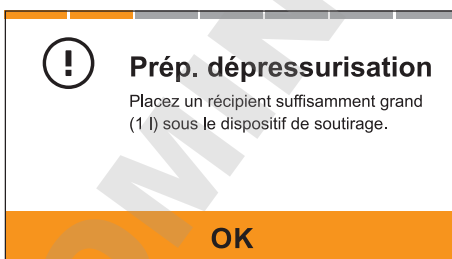 Prép. dépressurisation
Placez un récipient suffisamment grand
(1 l) sous le dispositif de soutirage.
OK